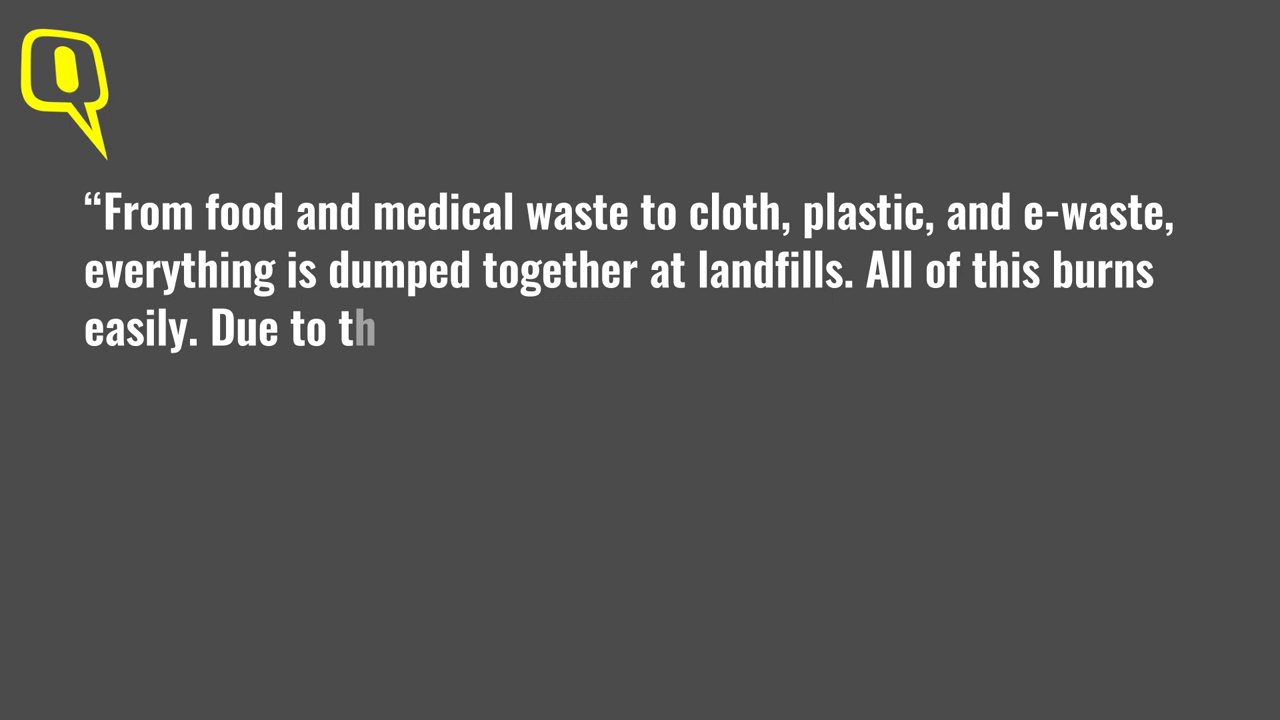 “From food and medical waste to cloth, plastic, and e-waste,
everything is dumped together at landfills. All of this burns
easily. Due to th